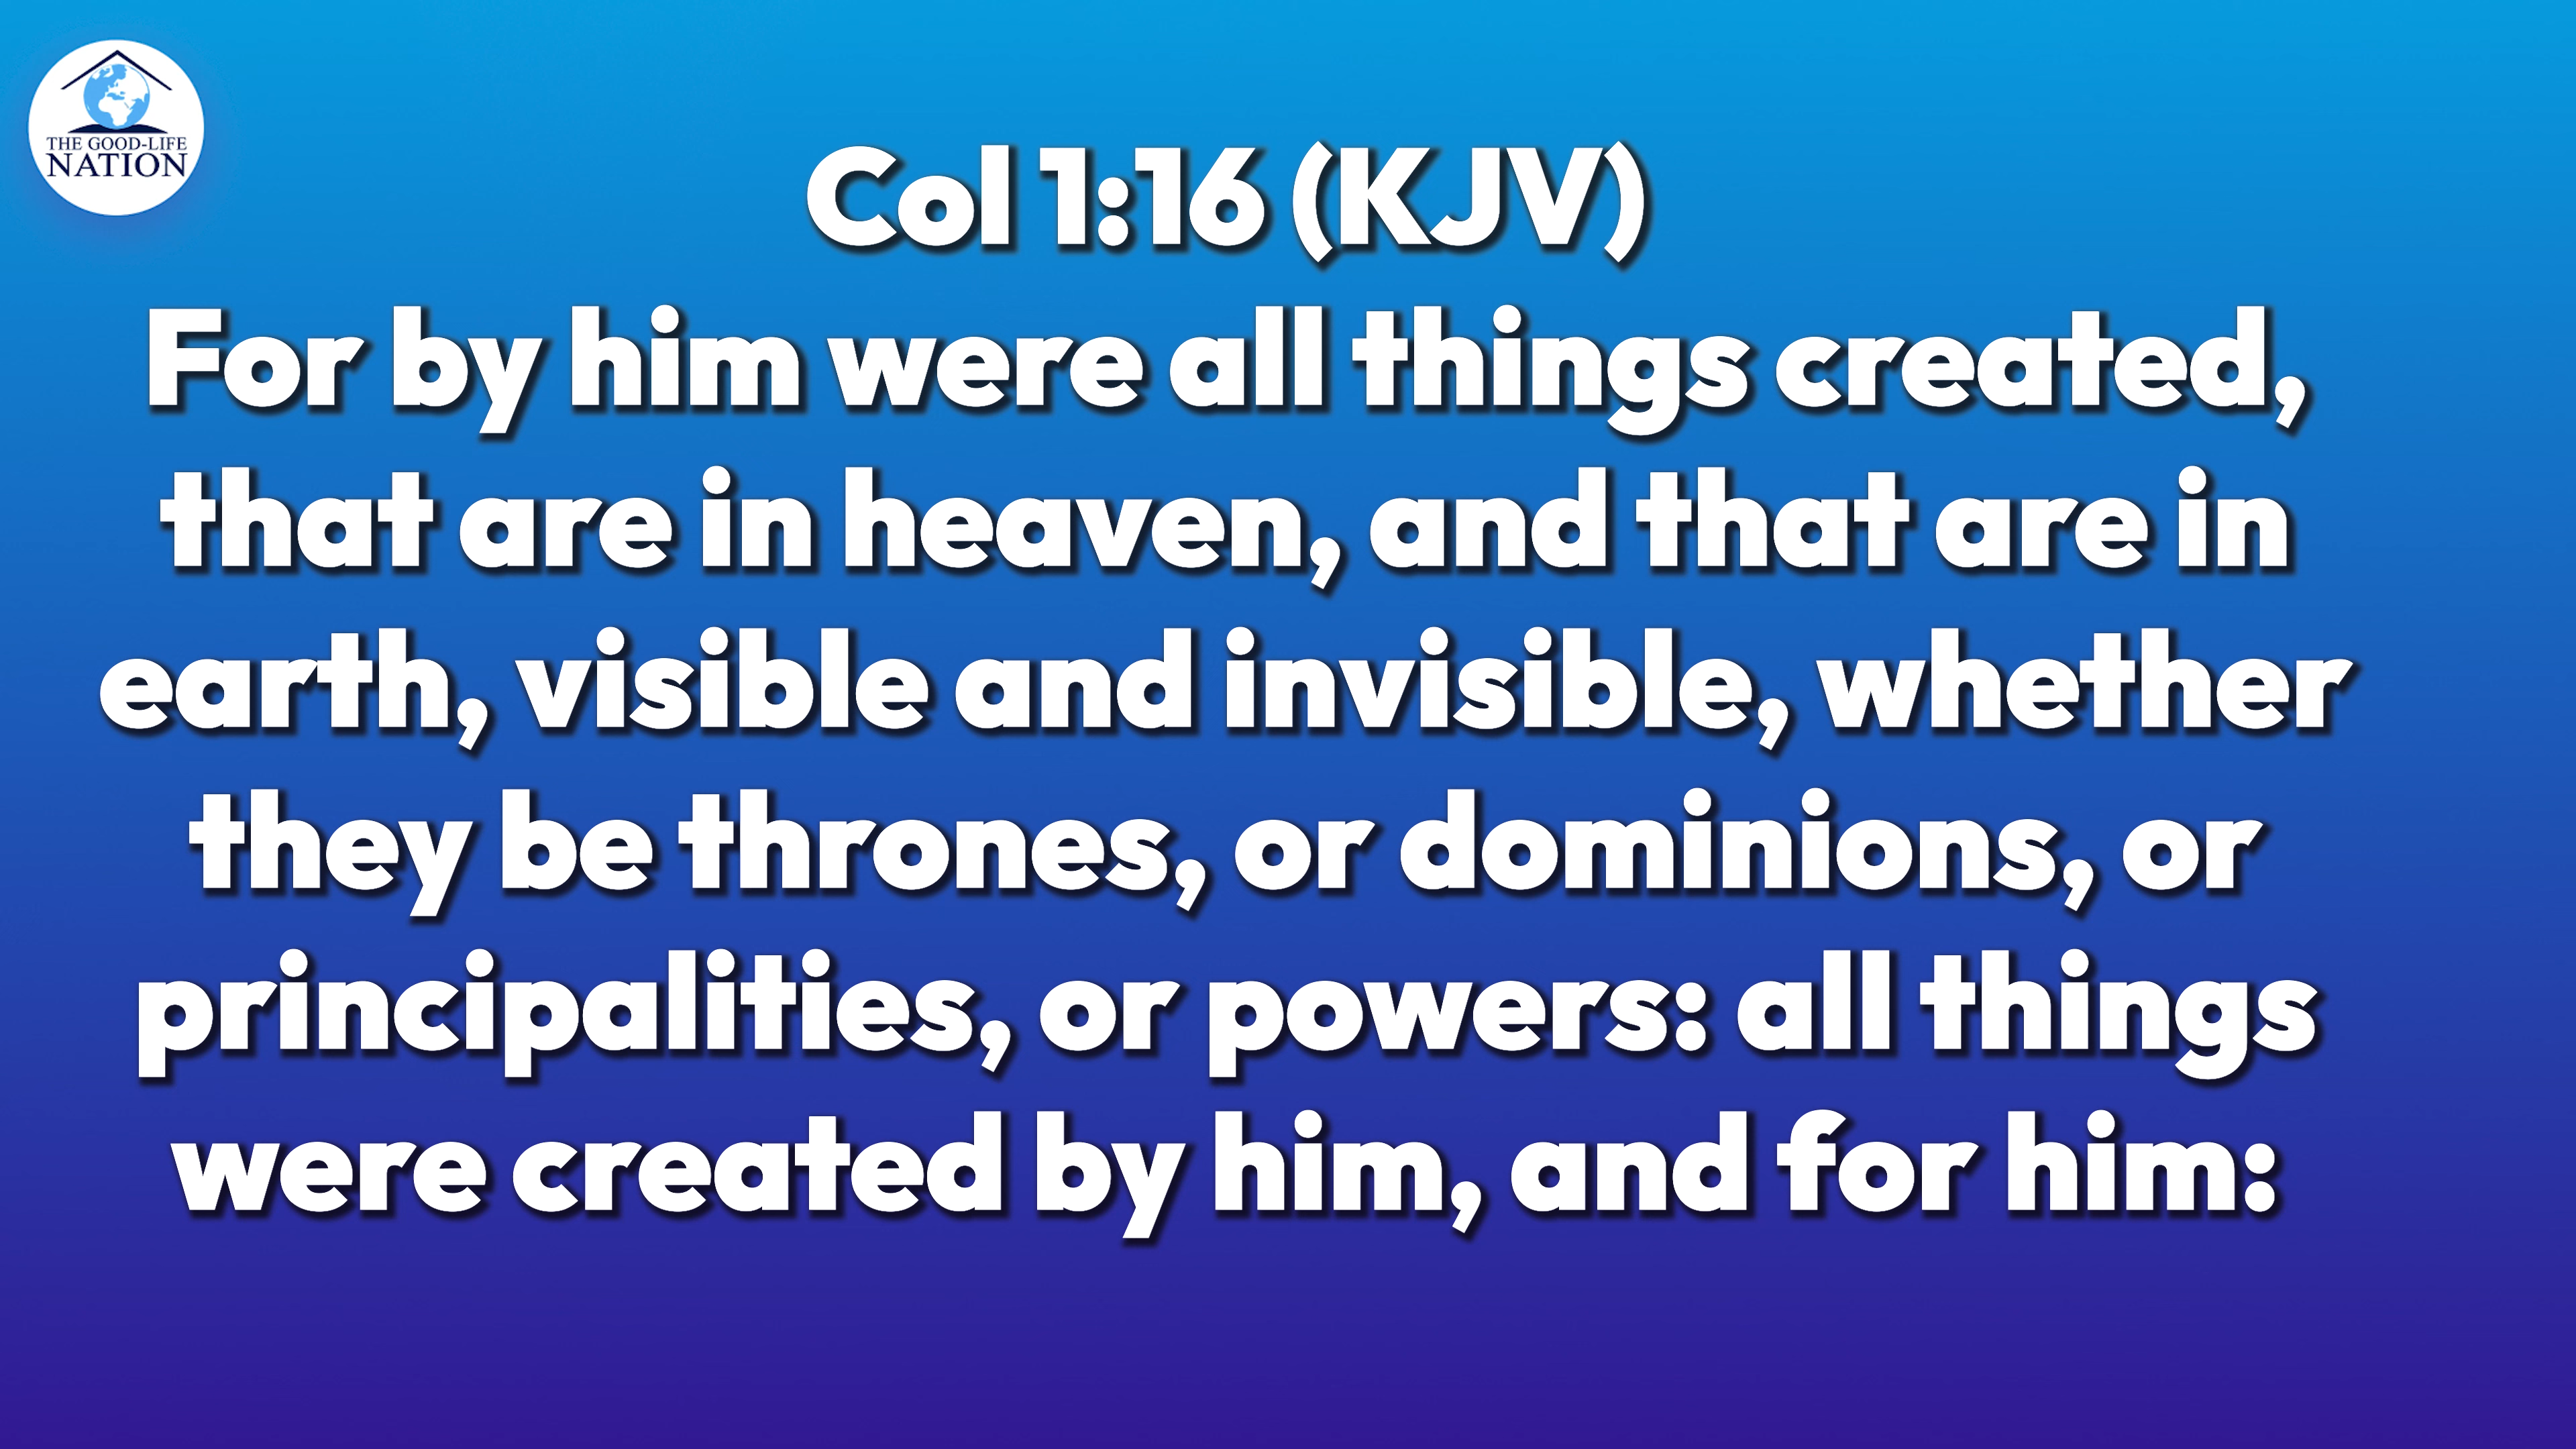 THE GOOD-LIFE
NATION
Col 1:16 (KJV)
For by him were all things created,
that are in heaven, and that are in
earth, visible and invisible, whether
they be thrones, or dominions, or
principalities, or powers: all things
were created by him, and for him: